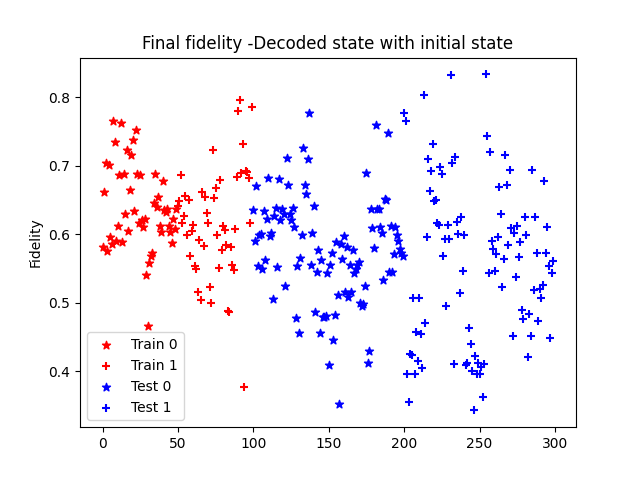 Final fidelity -Decoded state with initial state
Fidelity
0.8
0.7
0.6
0.5
0.4
Train 0
Train 1
Test 0
Test 1
0 50 100 150 200 250 300